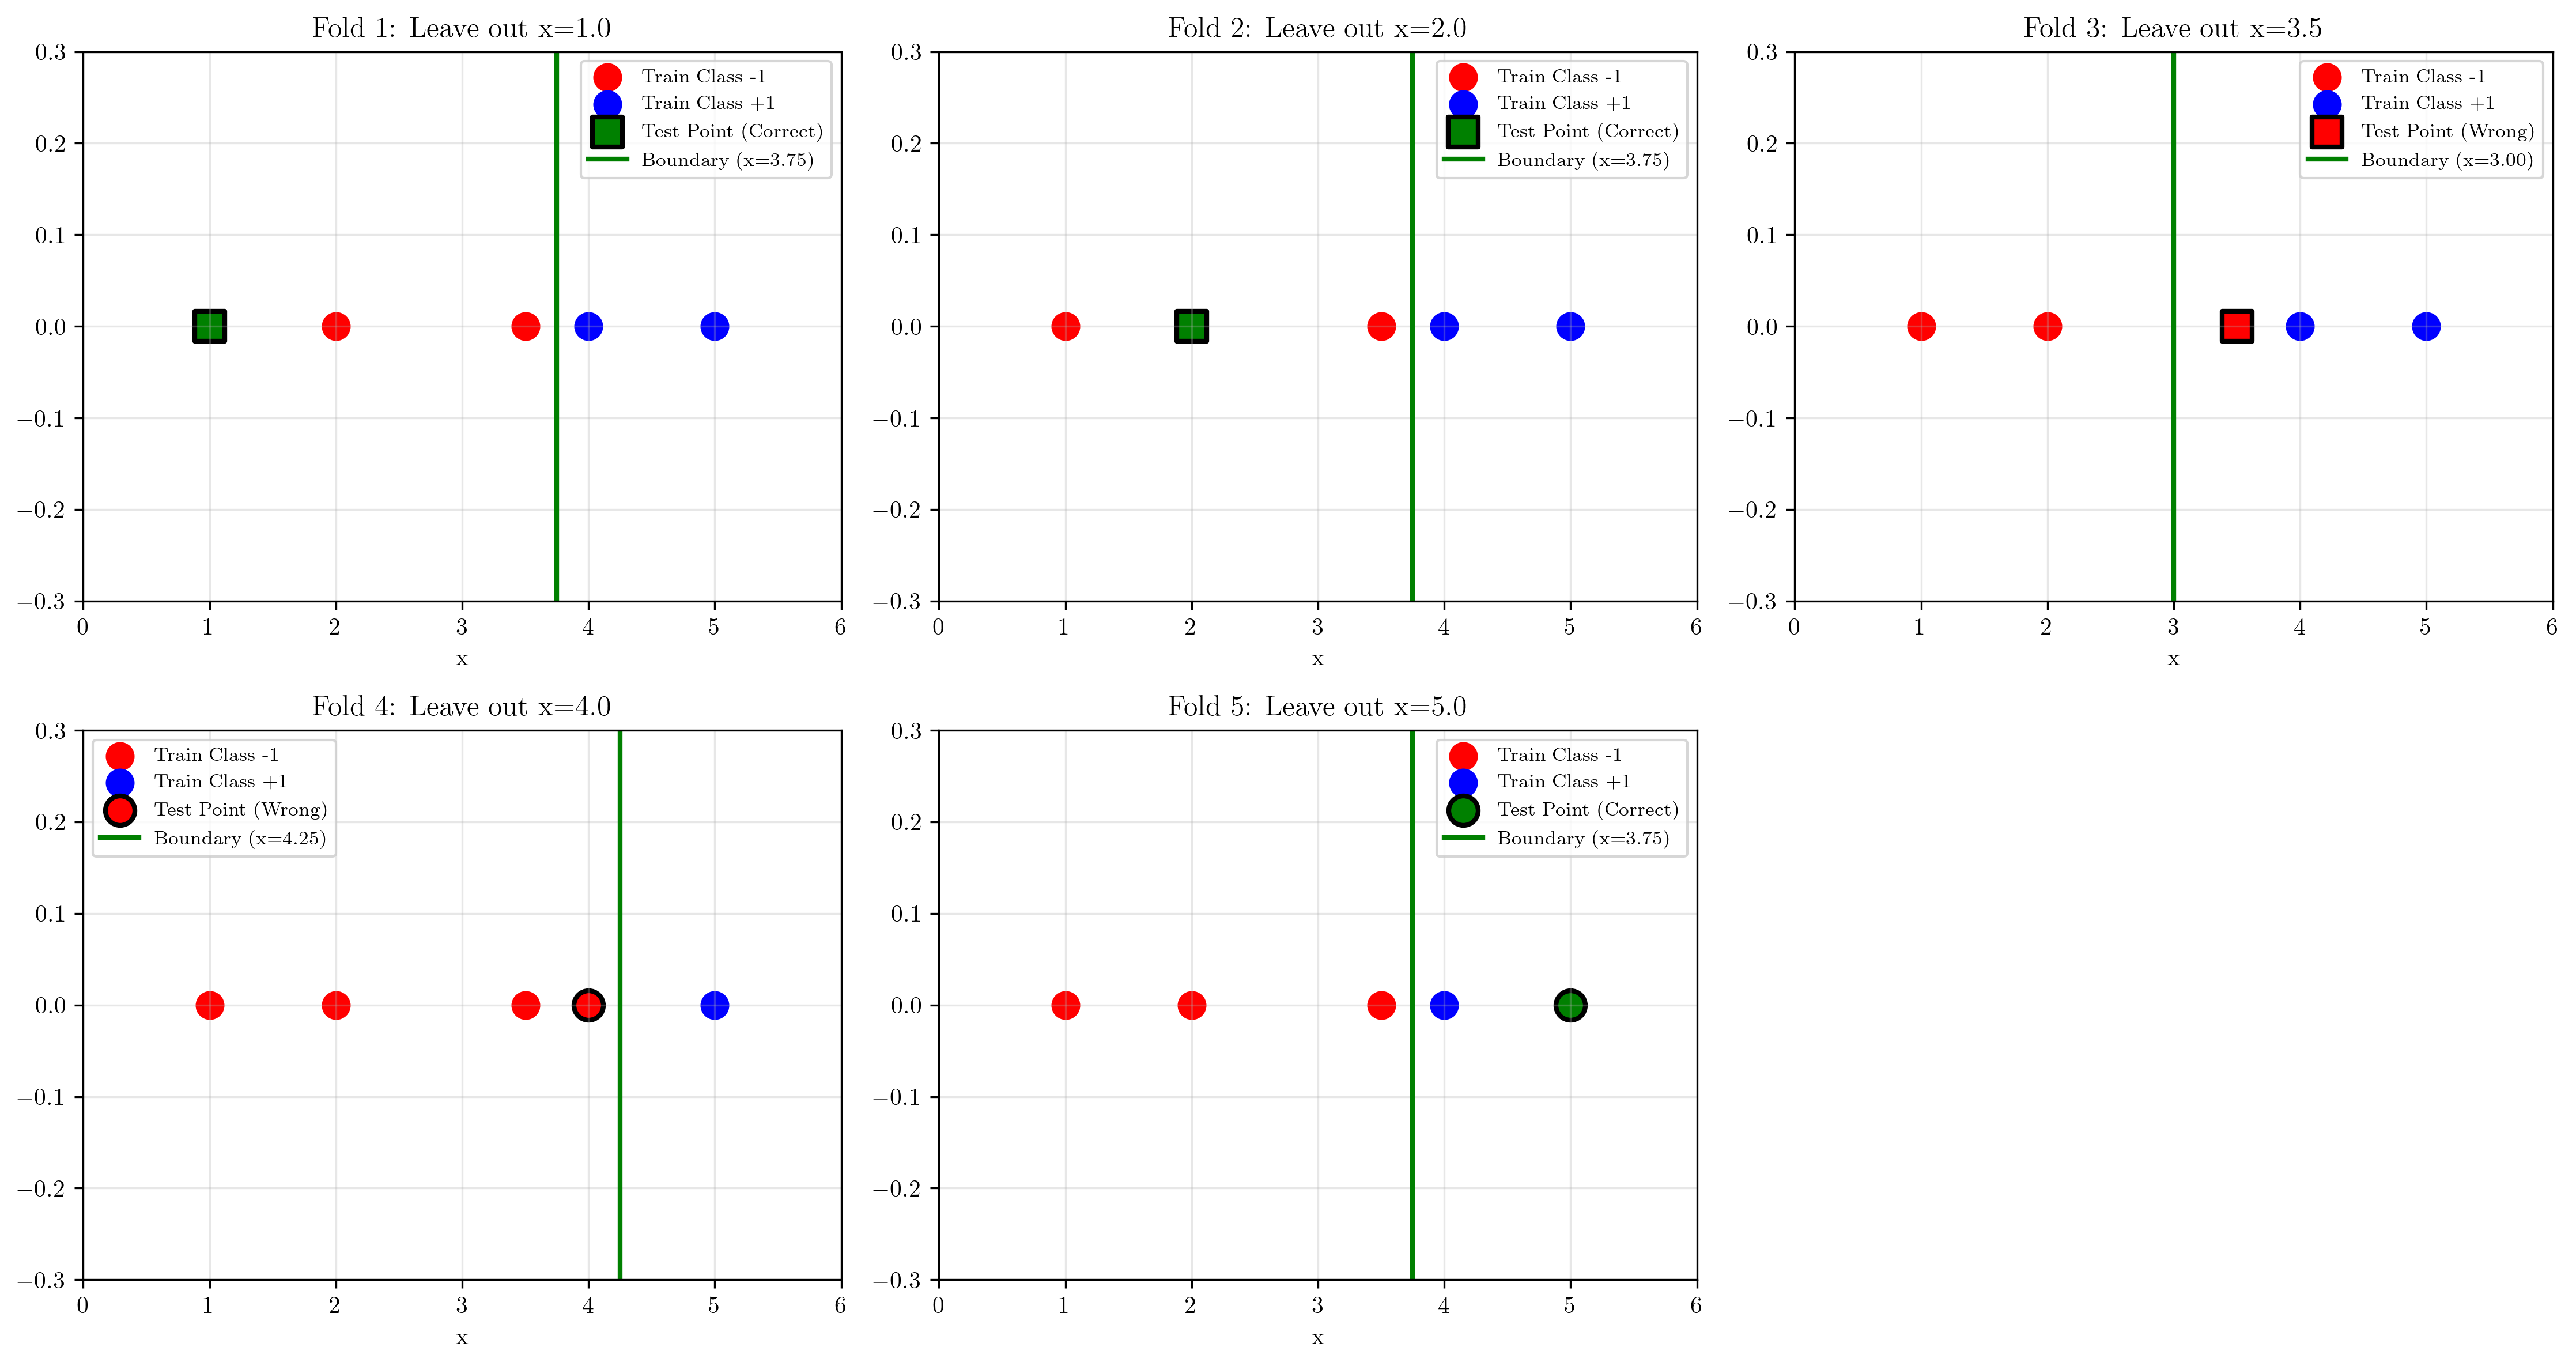 Fold 1: Leave out x=1.0
0.3
0.2
0.1
0.0
−0.1
−0.2
−0.3
0 1 2 3 4 5 6
x
Train Class -1
Train Class +1
Test Point (Correct)
Boundary (x=3.75)
Fold 2: Leave out x=2.0
0.3
0.2
0.1
0.0
−0.1
−0.2
−0.3
0 1 2 3 4 5 6
x
Train Class -1
Train Class +1
Test Point (Correct)
Boundary (x=3.75)
Fold 3: Leave out x=3.5
0.3
0.2
0.1
0.0
−0.1
−0.2
−0.3
0 1 2 3 4 5 6
x
Train Class -1
Train Class +1
Test Point (Wrong)
Boundary (x=3.00)
Fold 4: Leave out x=4.0
0.3
0.2
0.1
0.0
−0.1
−0.2
−0.3
0 1 2 3 4 5 6
x
Train Class -1
Train Class +1
Test Point (Wrong)
Boundary (x=4.25)
Fold 5: Leave out x=5.0
0.3
0.2
0.1
0.0
−0.1
−0.2
−0.3
0 1 2 3 4 5 6
x
Train Class -1
Train Class +1
Test Point (Correct)
Boundary (x=3.75)